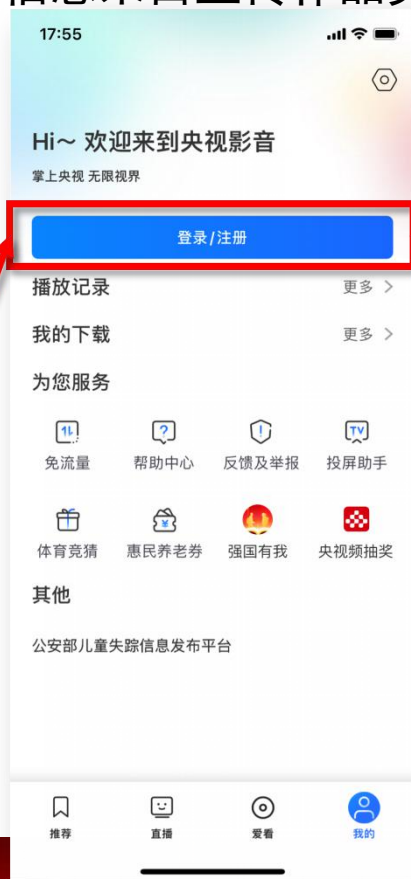 17:55
Hi～ 欢迎来到央视影音
掌上央视 无限视界
登录/注册
播放记录 更多 >
我的下载 更多 >
为您服务
免流量 帮助中心 反馈及举报 投屏助手
体育竞猜 惠民养老券 强国有我 央视频抽奖
其他
公安部儿童失踪信息发布平台
推荐 直播 爱看 我的